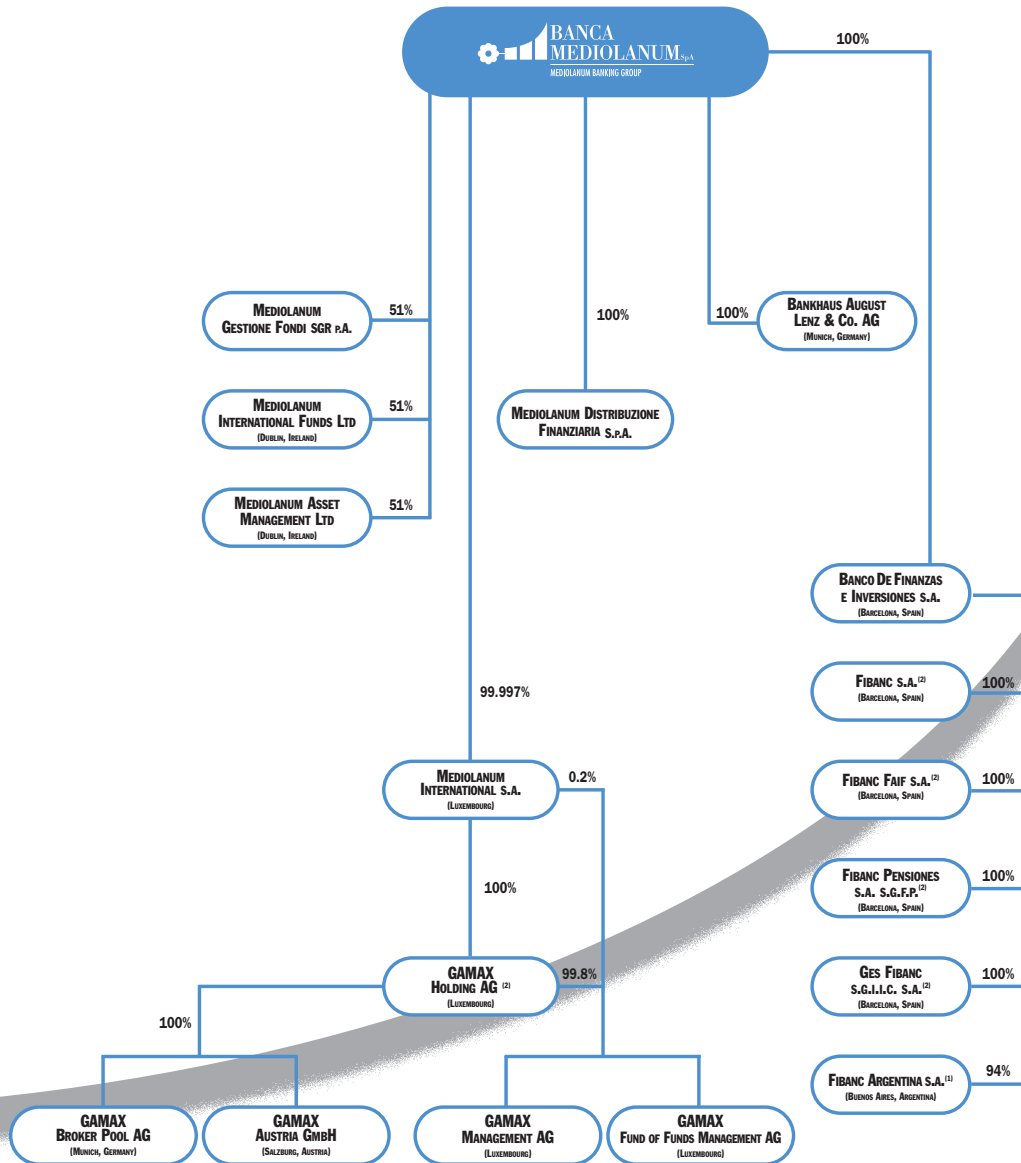 BANCA
MEDIOLANUM S.p.A
MEDIOLANUM BANKING GROUP
100%
MEDIOLANUM
GESTIONE FONDI SGR P.A.
51%
100%
100%
BANKHAUS AUGUST
LENZ & CO. AG
(MUNICH, GERMANY)
MEDIOLANUM
INTERNATIONAL FUNDS LTD
(DUBLIN, IRELAND)
51%
MEDIOLANUM DISTRIBUZIONE
FINANZIARIA S.P.A.
MEDIOLANUM ASSET
MANAGEMENT LTD
(DUBLIN, IRELAND)
51%
BANCO DE FINANZAS
E INVERSIONES S.A.
(BARCELONA, SPAIN)
99.997%
FIBANC S.A.(2)
(BARCELONA, SPAIN)
100%
MEDIOLANUM
INTERNATIONAL S.A.
(LUXEMBOURG)
0.2%
FIBANC FAIF S.A.(2)
(BARCELONA, SPAIN)
100%
100%
FIBANC PENSIONES
S.A. S.G.F.P.(2)
(BARCELONA, SPAIN)
100%
GAMAX
HOLDING AG (2)
(LUXEMBOURG)
99.8%
GES FIBANC
S.G.I.I.C. S.A.(2)
(BARCELONA, SPAIN)
100%
100%
FIBANC ARGENTINA S.A.(1)
(BUENOS AIRES, ARGENTINA)
94%
GAMAX
BROKER POOL AG
(MUNICH, GERMANY)
GAMAX
AUSTRIA GMBH
(SALZBURG, AUSTRIA)
GAMAX
MANAGEMENT AG
(LUXEMBOURG)
GAMAX
FUND OF FUNDS MANAGEMENT AG
(LUXEMBOURG)